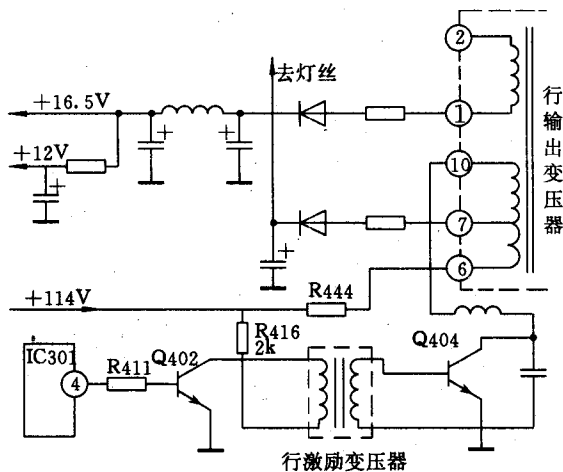 2
去灯丝
+16.5V
1
行输出变压器
+12V
10
7
6
+114V
R444
R416
2k
IC301
4
R411
Q402
Q404
行激励变压器
+
+
+
+